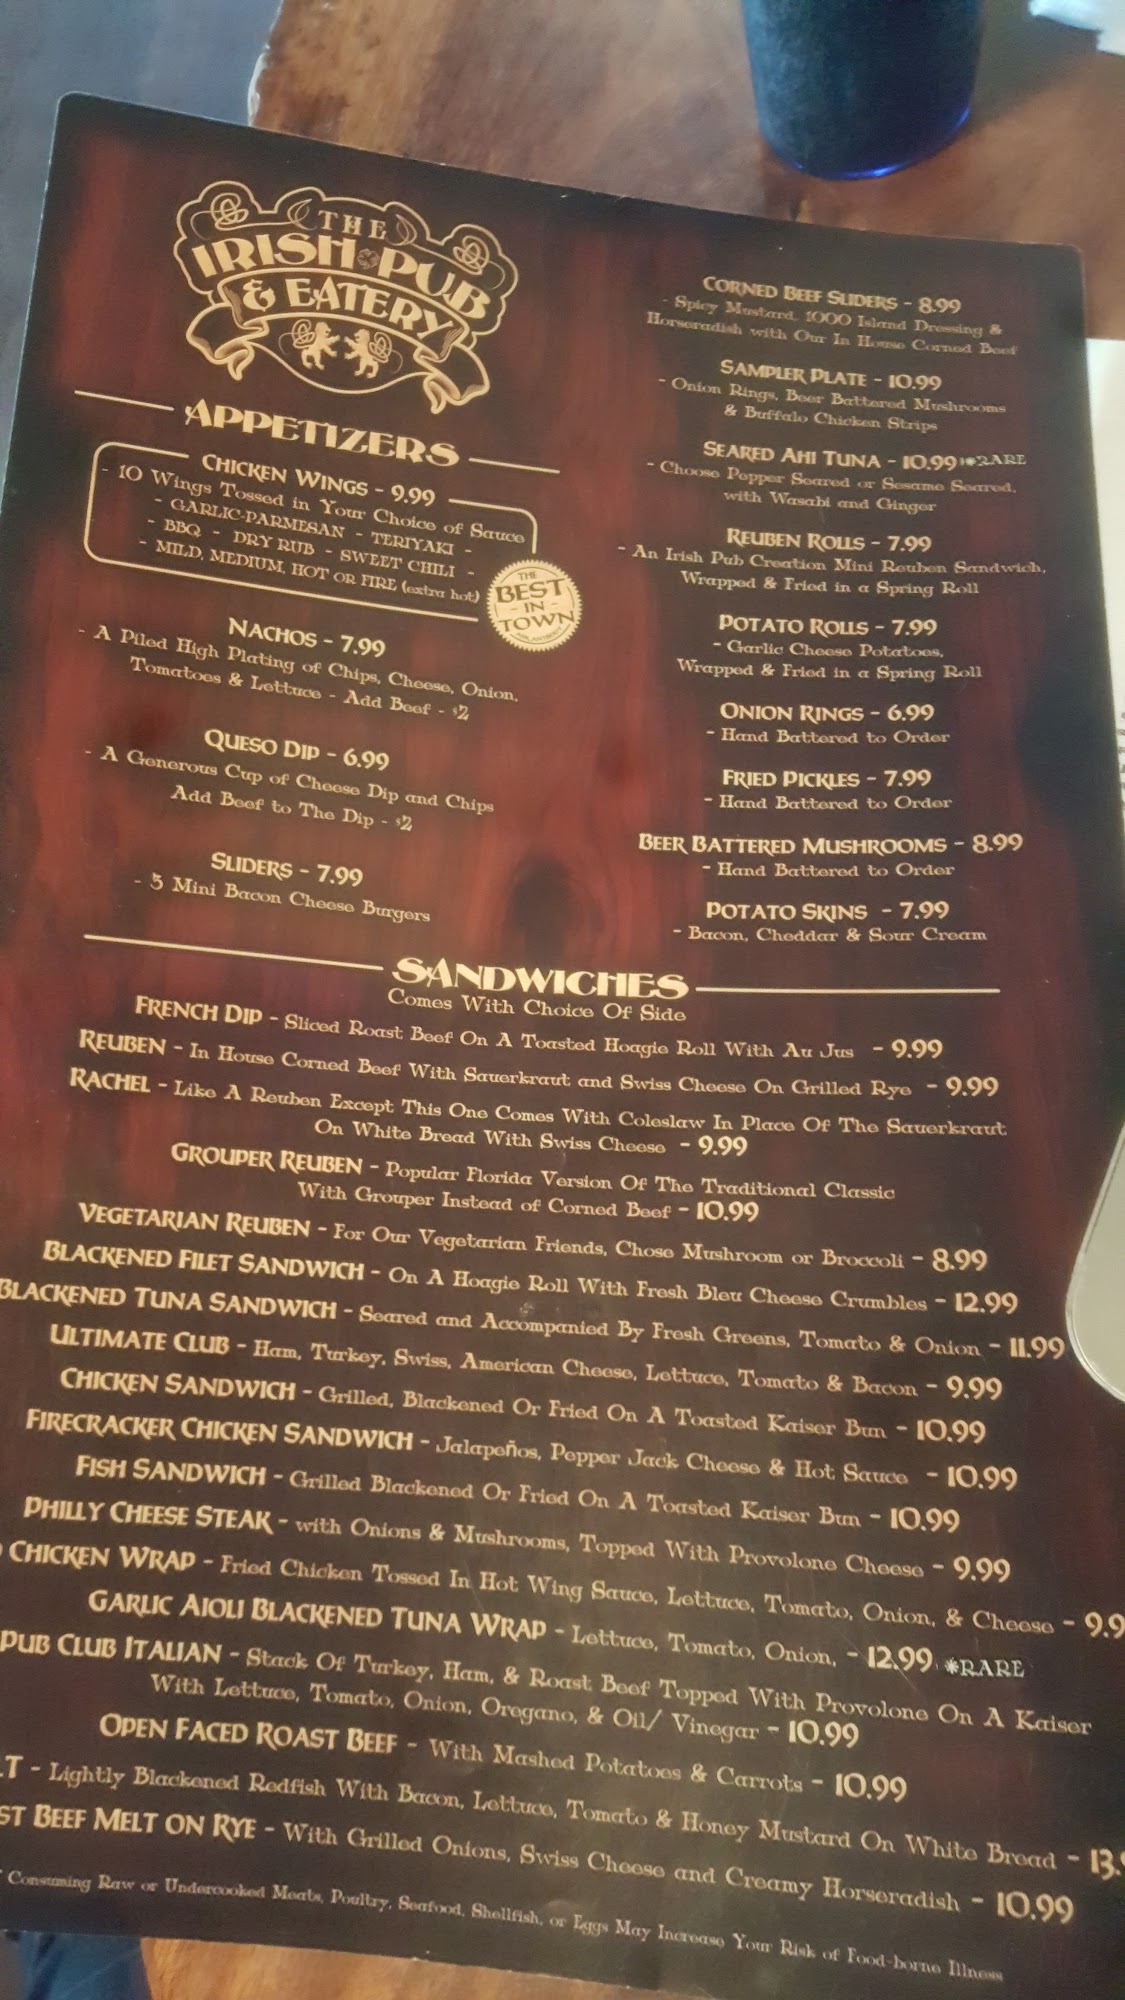 THE
IRISH PUB
& EATERY
APPETIZERS
CHICKEN WINGS - 9.99
- 10 Wings Tossed in Your Choice of Sauce
- GARLIC-PARMESAN - TERIYAKI -
- BBQ - DRY RUB - SWEET CHILI -
- MILD, MEDIUM, HOT OR FIRE (extra hot)
THE
BEST
- IN -
TOWN
NACHOS - 7.99
- A Piled High Plating of Chips, Cheese, Onion,
Tomatoes & Lettuce - Add Beef - $2
QUESO DIP - 6.99
- A Generous Cup of Cheese Dip and Chips
Add Beef to The Dip - $2
SLIDERS - 7.99
- 3 Mini Bacon Cheese Burgers
CORNED BEEF SLIDERS - 8.99
- Spicy Mustard, 1000 Island Dressing &
Horseradish with Our In House Corned Beef
SAMPLER PLATE - 10.99
- Onion Rings, Beer Battered Mushrooms
& Buffalo Chicken Strips
SEARED AHI TUNA - 10.99 *RARE
- Choose Pepper Seared or Sesame Seared,
with Wasabi and Ginger
REUBEN ROLLS - 7.99
- An Irish Pub Creation Mini Reuben Sandwich,
Wrapped & Fried in a Spring Roll
POTATO ROLLS - 7.99
- Garlic Cheese Potatoes,
Wrapped & Fried in a Spring Roll
ONION RINGS - 6.99
- Hand Battered to Order
FRIED PICKLES - 7.99
- Hand Battered to Order
BEER BATTERED MUSHROOMS - 8.99
- Hand Battered to Order
POTATO SKINS - 7.99
- Bacon, Cheddar & Sour Cream
SANDWICHES
Comes With Choice Of Side
FRENCH DIP - Sliced Roast Beef On A Toasted Hoagie Roll With Au Jus - 9.99
REUBEN - In House Corned Beef With Sauerkraut and Swiss Cheese On Grilled Rye - 9.99
RACHEL - Like A Reuben Except This One Comes With Coleslaw In Place Of The Sauerkraut
On White Bread With Swiss Cheese - 9.99
GROUPER REUBEN - Popular Florida Version Of The Traditional Classic
With Grouper Instead of Corned Beef - 10.99
VEGETARIAN REUBEN - For Our Vegetarian Friends, Chose Mushroom or Broccoli - 8.99
BLACKENED FILET SANDWICH - On A Hoagie Roll With Fresh Bleu Cheese Crumbles - 12.99
BLACKENED TUNA SANDWICH - Seared and Accompanied By Fresh Greens, Tomato & Onion - 11.99
ULTIMATE CLUB - Ham, Turkey, Swiss, American Cheese, Lettuce, Tomato & Bacon - 9.99
CHICKEN SANDWICH - Grilled, Blackened Or Fried On A Toasted Kaiser Bun - 10.99
FIRECRACKER CHICKEN SANDWICH - Jalapeños, Pepper Jack Cheese & Hot Sauce - 10.99
FISH SANDWICH - Grilled Blackened Or Fried On A Toasted Kaiser Bun - 10.99
PHILLY CHEESE STEAK - with Onions & Mushrooms, Topped With Provolone Cheese - 9.99
CHICKEN WRAP - Fried Chicken Tossed In Hot Wing Sauce, Lettuce, Tomato, Onion, & Cheese - 9.9
GARLIC AIOLI BLACKENED TUNA WRAP - Lettuce, Tomato, Onion, - 12.99 *RARE
PUB CLUB ITALIAN - Stack Of Turkey, Ham, & Roast Beef Topped With Provolone On A Kaiser
With Lettuce, Tomato, Onion, Oregano, & Oil/ Vinegar - 10.99
OPEN FACED ROAST BEEF - With Mashed Potatoes & Carrots - 10.99
LT - Lightly Blackened Redfish With Bacon, Lettuce, Tomato & Honey Mustard On White Bread - 13.9
ST BEEF MELT ON RYE - With Grilled Onions, Swiss Cheese and Creamy Horseradish - 10.99
* Consuming Raw or Undercooked Meats, Poultry, Seafood, Shellfish, or Eggs May Increase Your Risk of Food-borne Illness